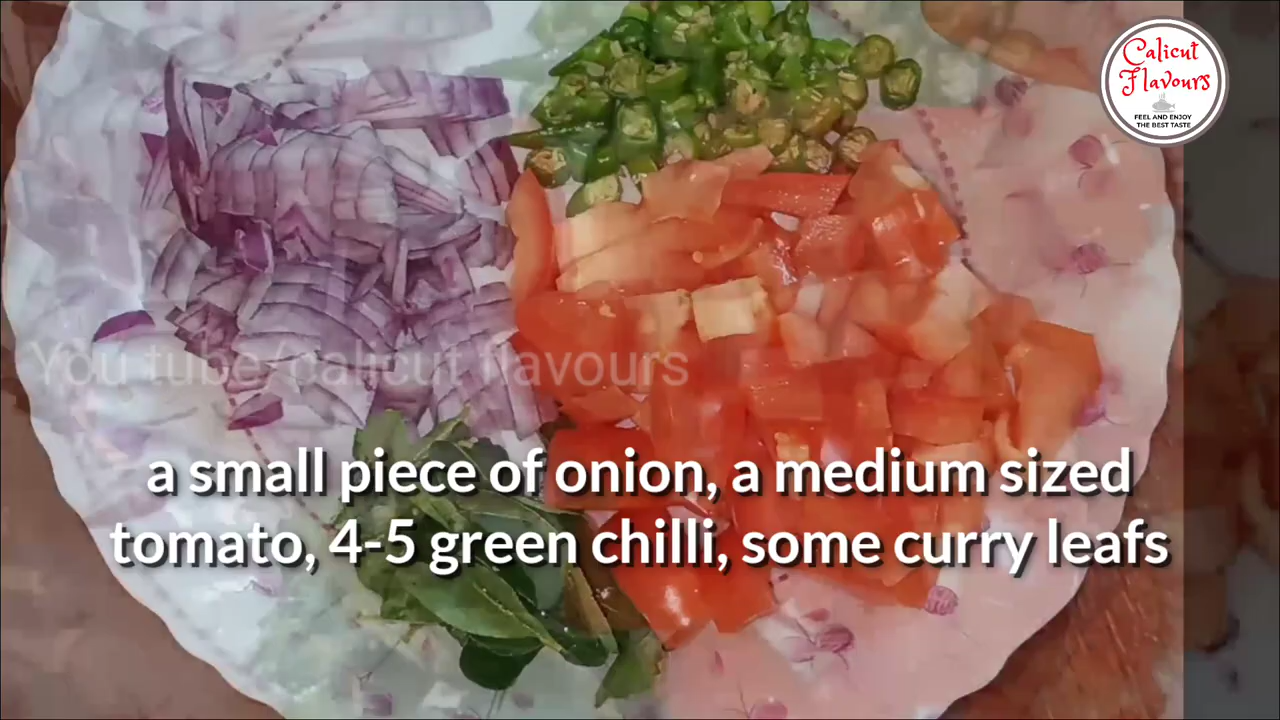 Calicut
Flavours
FEEL AND ENJOY
THE BEST TASTE
You tube/calicut flavours
a small piece of onion, a medium sized
tomato, 4-5 green chilli, some curry leafs